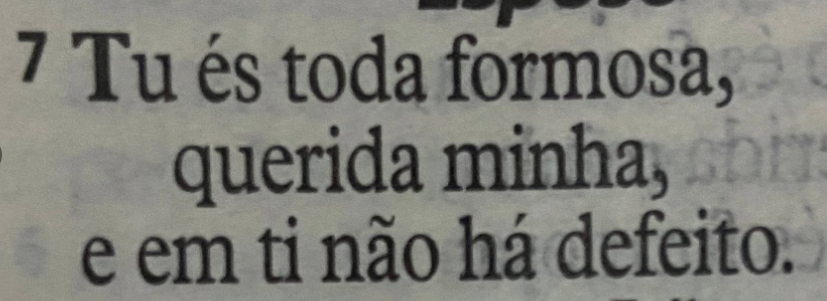 7 Tu és toda formosa,
querida minha,
e em ti não há defeito.